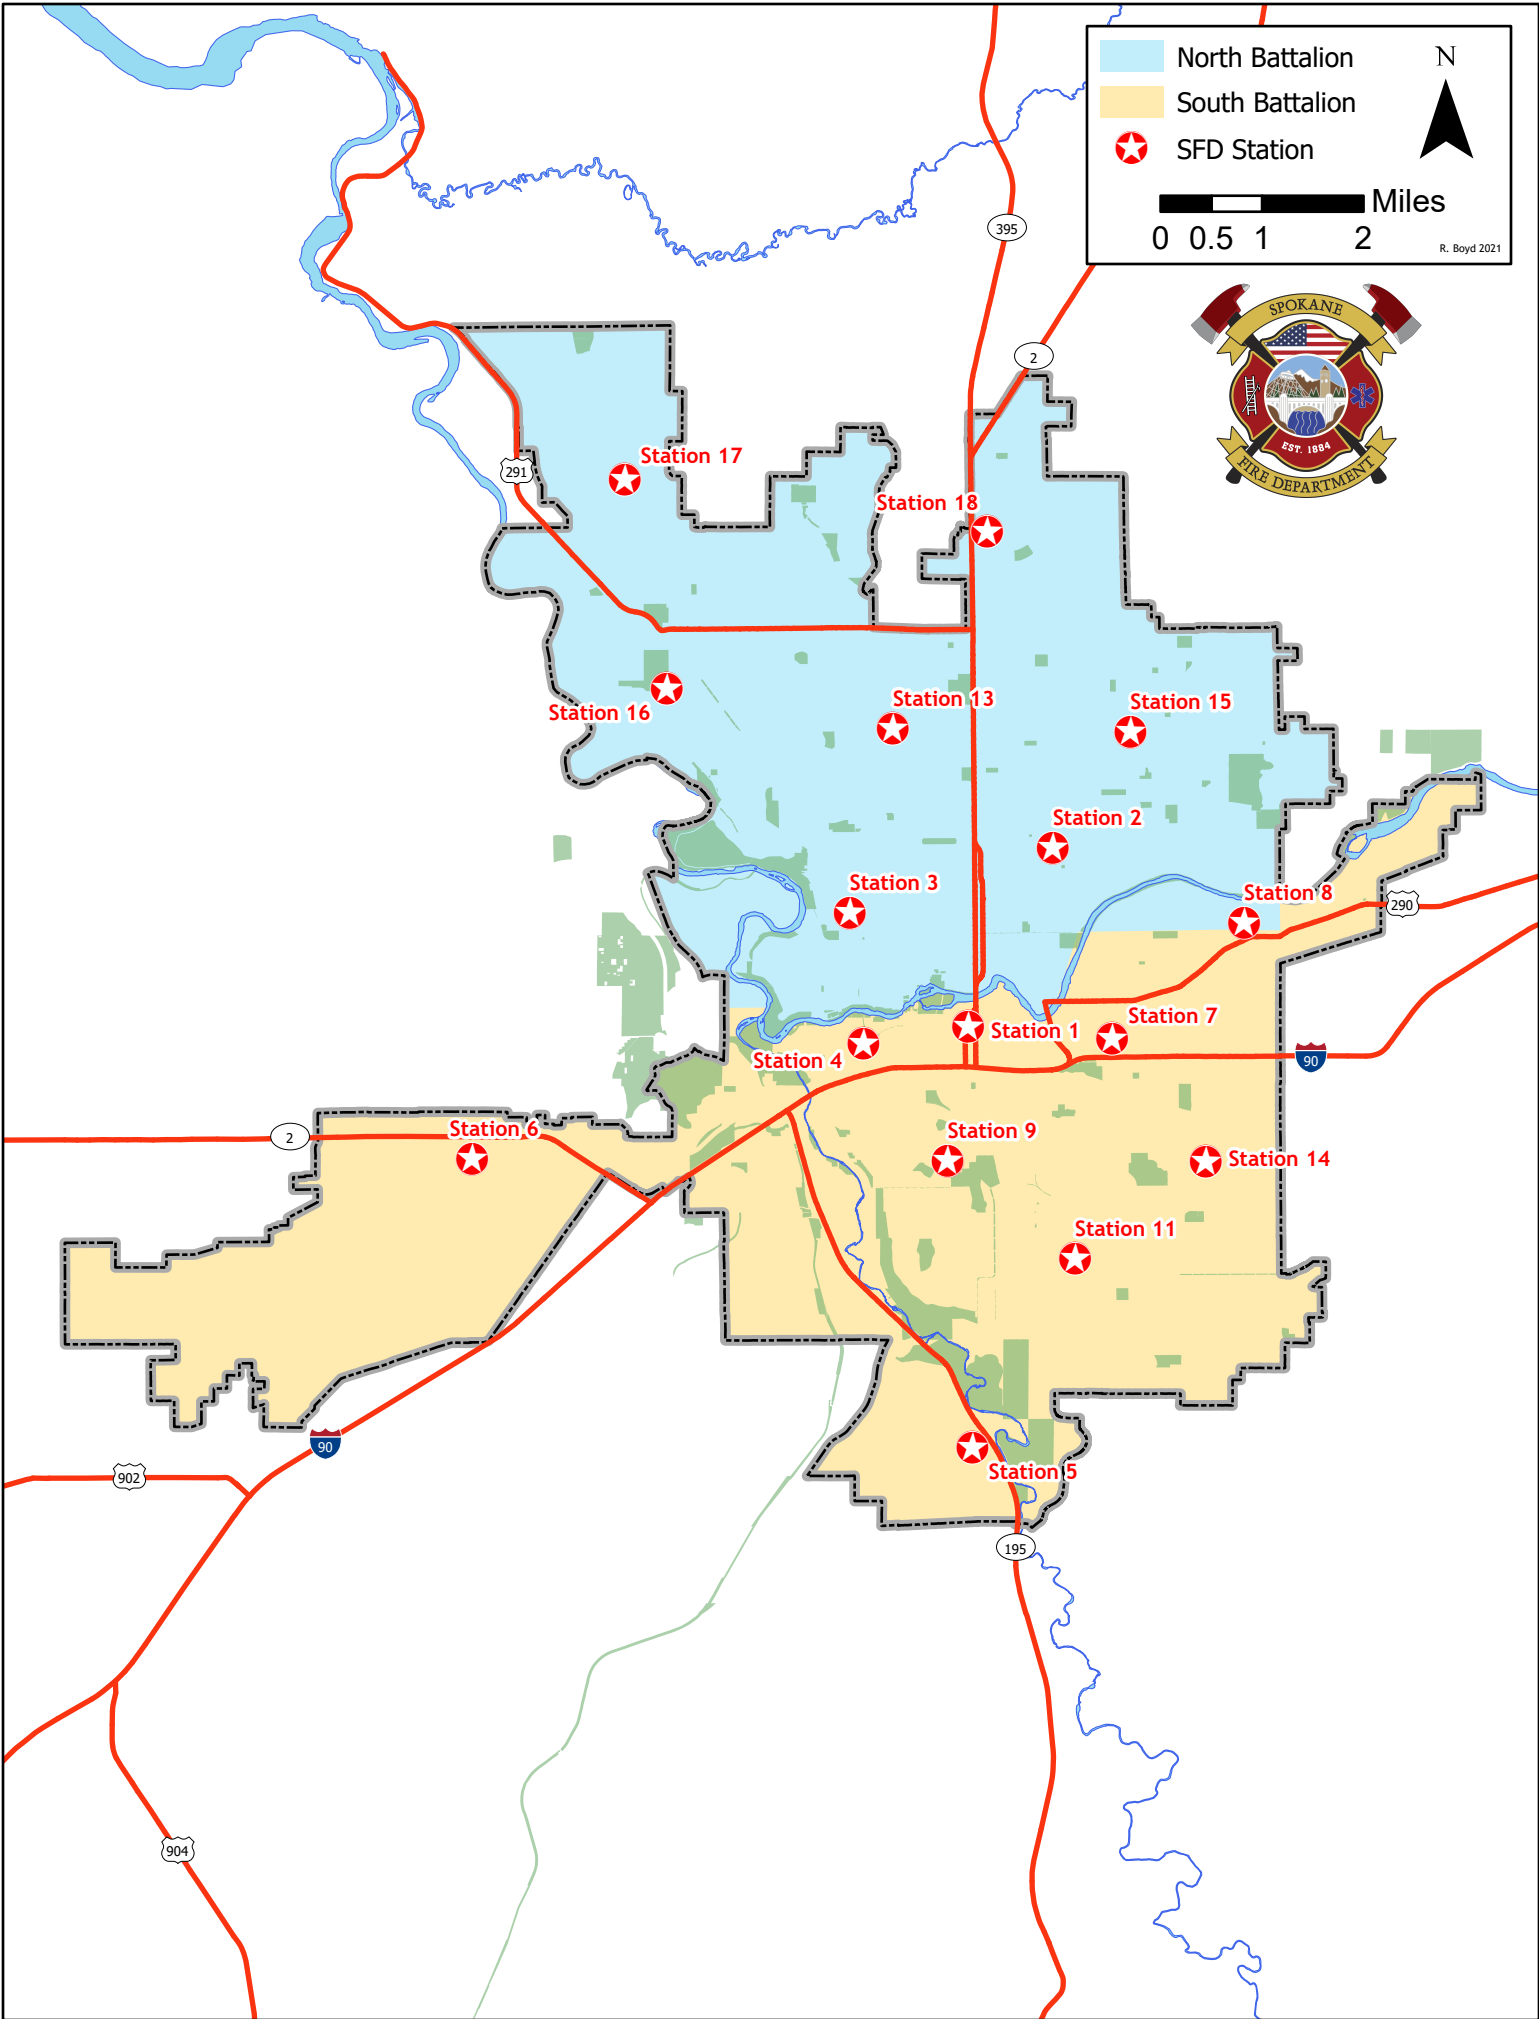 North Battalion
South Battalion
SFD Station
N
Miles
0 0.5 1 2
R. Boyd 2021
SPOKANE
EST. 1884
FIRE DEPARTMENT
395
2
291
Station 17
Station 18
Station 16
Station 13
Station 15
Station 2
Station 3
Station 8
290
Station 1
Station 7
Station 4
90
2
Station 6
Station 9
Station 14
Station 11
90
902
Station 5
195
904